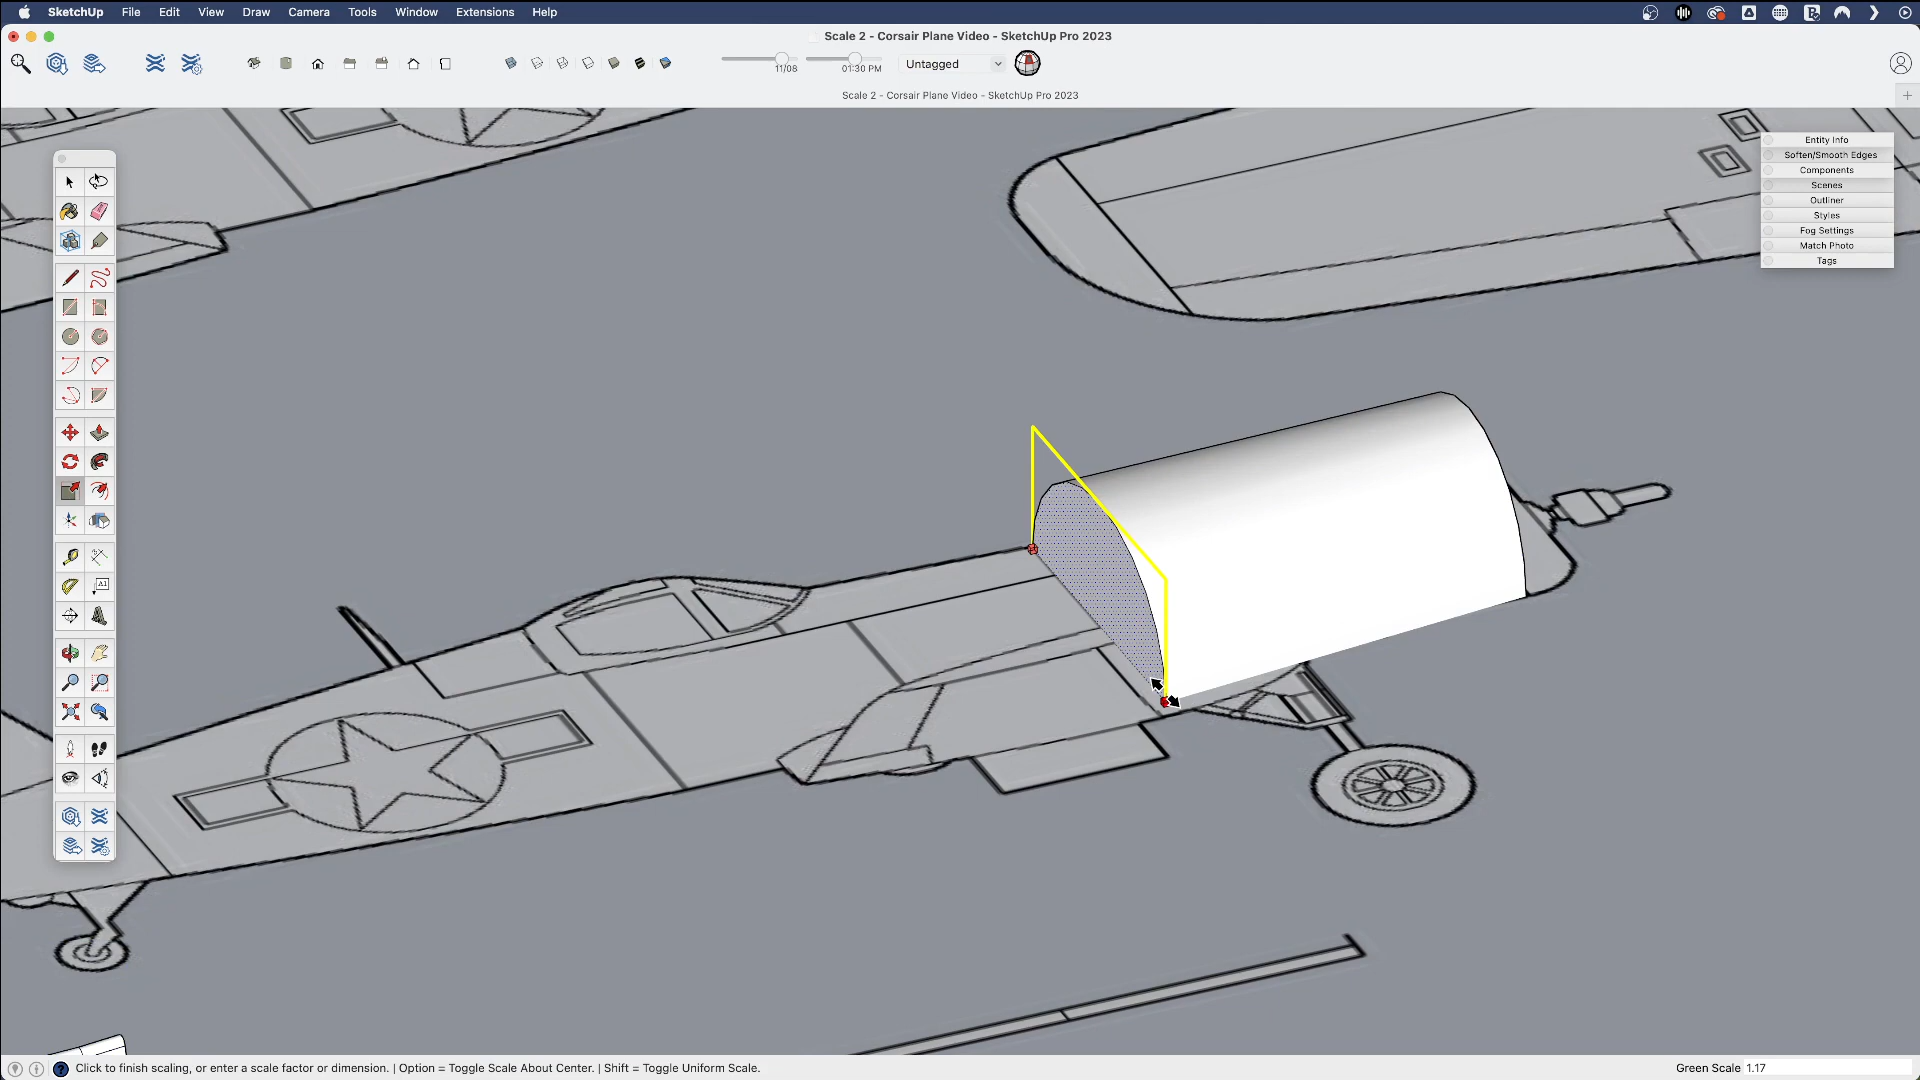 SketchUp File Edit View Draw Camera Tools Window Extensions Help
Scale 2 - Corsair Plane Video - SketchUp Pro 2023
11/08 01:30 PM Untagged
Scale 2 - Corsair Plane Video - SketchUp Pro 2023
Entity Info
Soften/Smooth Edges
Components
Scenes
Outliner
Styles
Fog Settings
Match Photo
Tags
A1
Click to finish scaling, or enter a scale factor or dimension. | Option = Toggle Scale About Center. | Shift = Toggle Uniform Scale. Green Scale 1.17